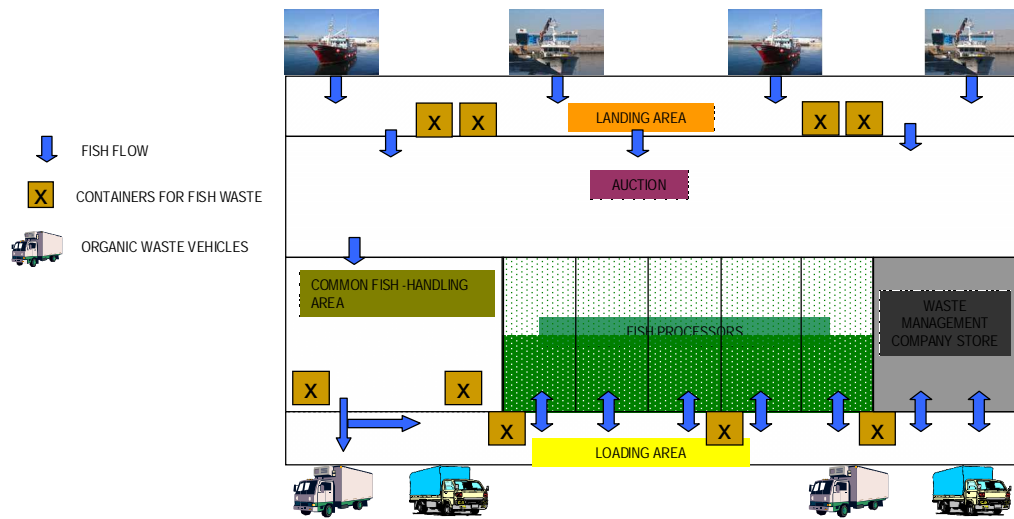 LANDING AREA
X X X X
FISH FLOW
AUCTION
X CONTAINERS FOR FISH WASTE
ORGANIC WASTE VEHICLES
COMMON FISH -HANDLING
AREA
FISH PROCESSORS
WASTE
MANAGEMENT
COMPANY STORE
X X
X X X
LOADING AREA